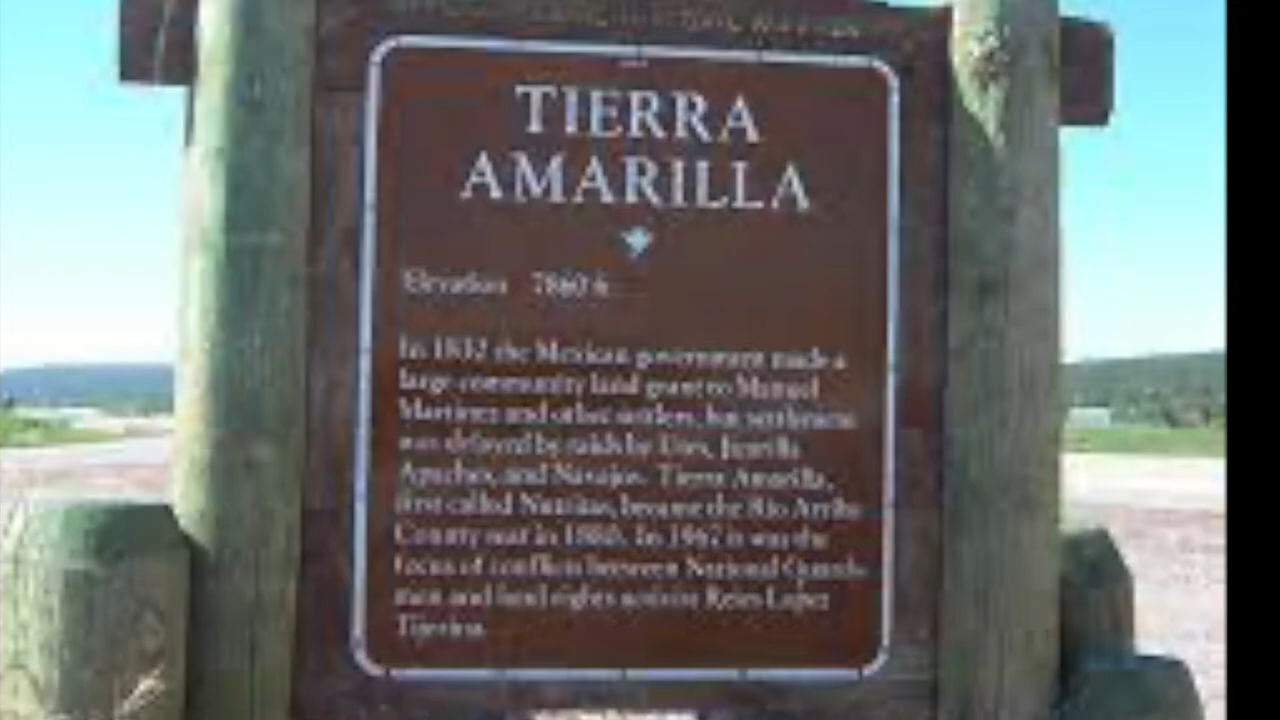 TIERRA
AMARILLA
Elevation 7860 ft
In 1832 the Mexican government made a
large community land grant to Manuel
Martinez and other settlers, but settlement
was delayed by raids by Utes, Jicarilla
Apaches, and Navajos. Tierra Amarilla,
first called Nutritas, became the Rio Arriba
County seat in 1880. In 1967 it was the
focus of conflicts between National Guards-
men and land rights activist Reies Lopez
Tijerina.